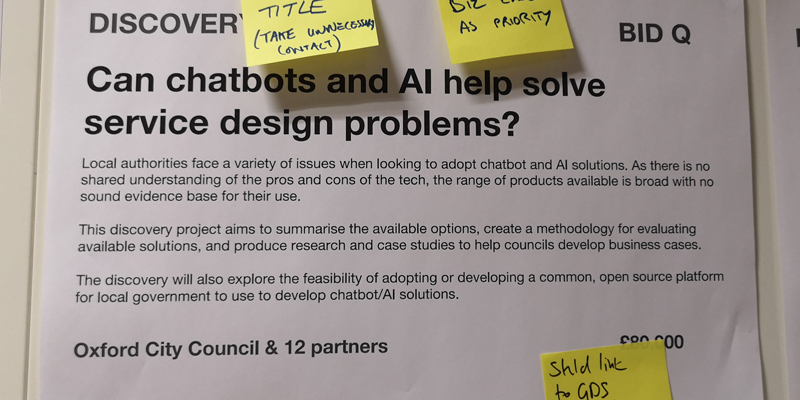 TITLE
(TAKE UNNECESSARY
CONTACT)
BIZ
AS PRIORITY
DISCOVERY
BID Q
Can chatbots and AI help solve
service design problems?
Local authorities face a variety of issues when looking to adopt chatbot and AI solutions. As there is no
shared understanding of the pros and cons of the tech, the range of products available is broad with no
sound evidence base for their use.
This discovery project aims to summarise the available options, create a methodology for evaluating
available solutions, and produce research and case studies to help councils develop business cases.
The discovery will also explore the feasibility of adopting or developing a common, open source platform
for local government to use to develop chatbot/AI solutions.
Oxford City Council & 12 partners
£80,000
Shld link
to GDS